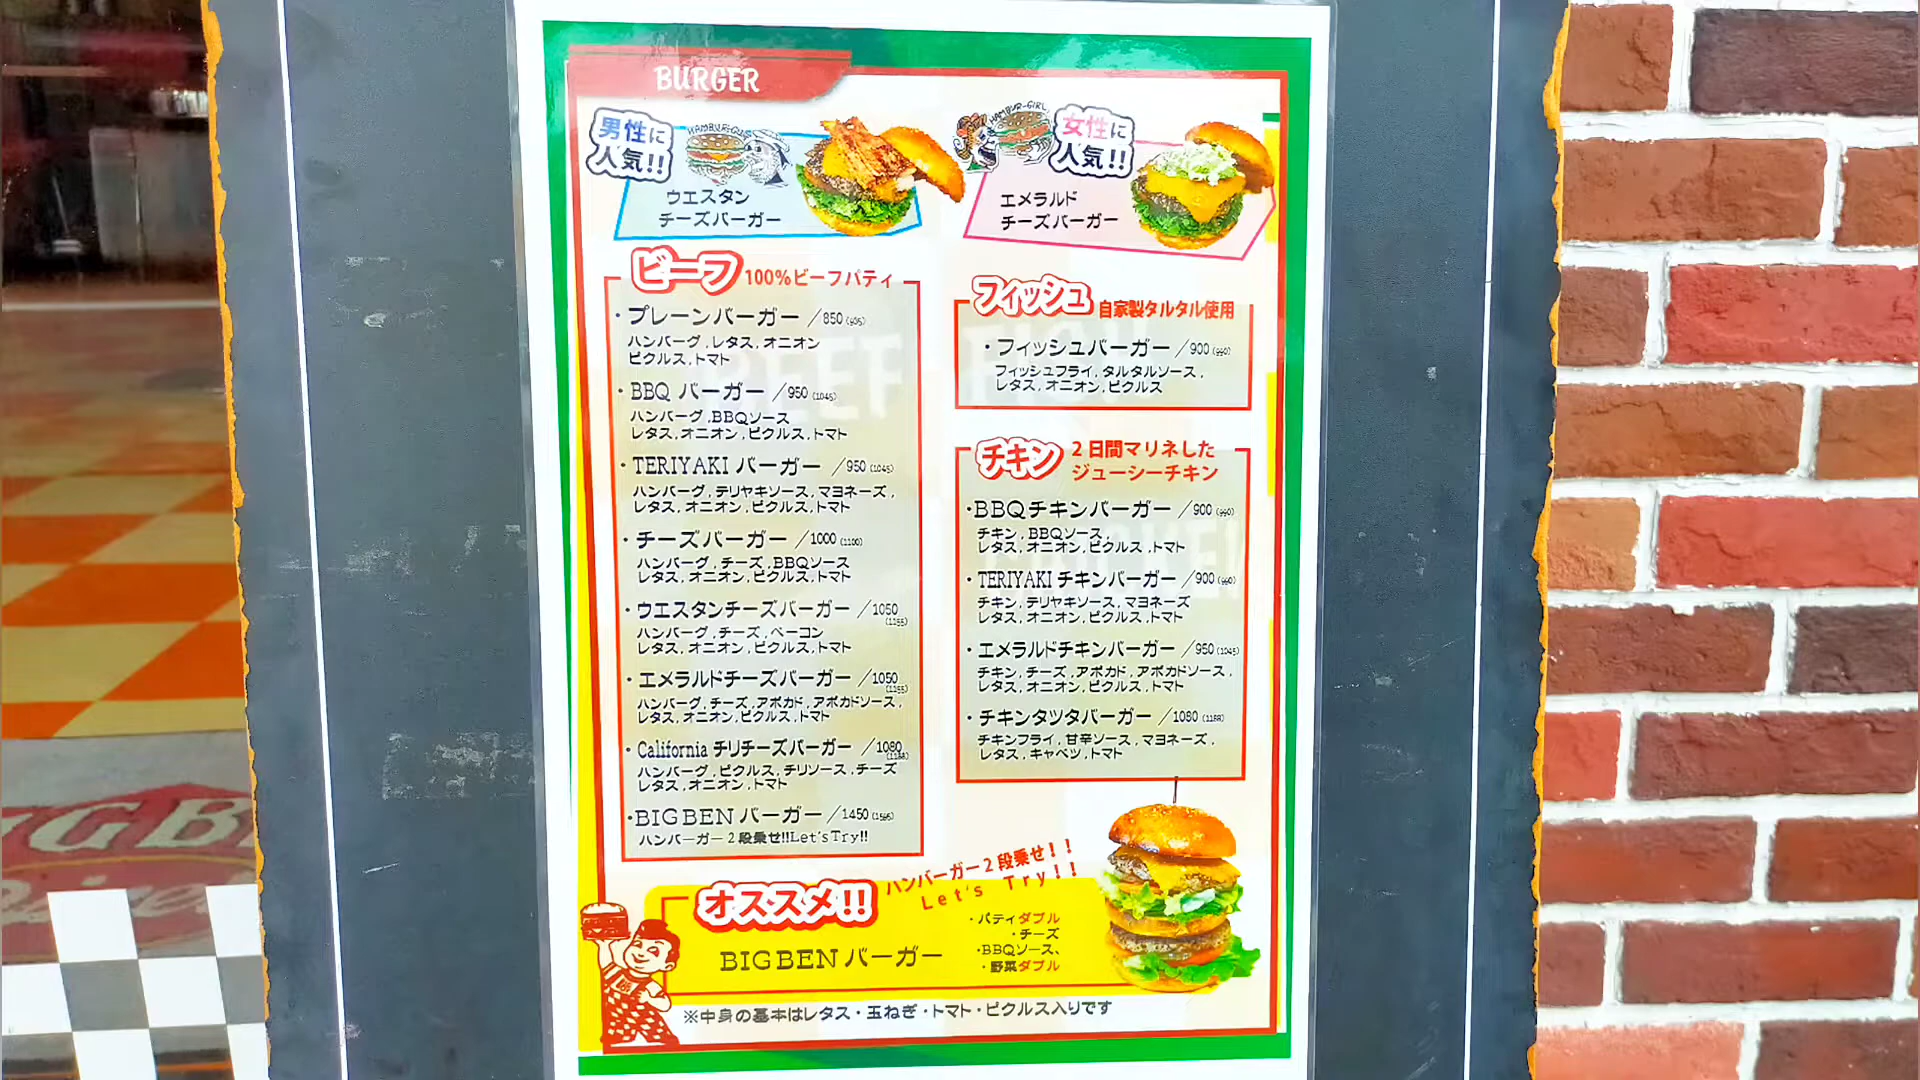 BURGER
男性に
人気!!
HAMBUR-GUY
ウエスタン
チーズバーガー
HAMBUR-GIRL
女性に
人気!!
エメラルド
チーズバーガー
ビーフ 100%ビーフパティ
・プレーンバーガー /850(935)
ハンバーグ,レタス,オニオン
ピクルス,トマト
・BBQ バーガー /950(1045)
ハンバーグ,BBQソース
レタス,オニオン,ピクルス,トマト
・TERIYAKI バーガー /950(1045)
ハンバーグ,テリヤキソース,マヨネーズ,
レタス,オニオン,ピクルス,トマト
・チーズバーガー /1000(1100)
ハンバーグ,チーズ,BBQソース
レタス,オニオン,ピクルス,トマト
・ウエスタンチーズバーガー /1050
(1155)
ハンバーグ,チーズ,ベーコン
レタス,オニオン,ピクルス,トマト
・エメラルドチーズバーガー /1050
(1155)
ハンバーグ,チーズ,アボカド,アボカドソース,
レタス,オニオン,ピクルス,トマト
・California チリチーズバーガー /1080
(1188)
ハンバーグ,ピクルス,チリソース,チーズ
レタス,オニオン,トマト
・BIGBEN バーガー /1450(1595)
ハンバーガー2段乗せ!!Let'sTry!!
フィッシュ 自家製タルタル使用
・フィッシュバーガー /900(990)
フィッシュフライ,タルタルソース,
レタス,オニオン,ピクルス
チキン 2日間マリネした
ジューシーチキン
・BBQチキンバーガー /900(990)
チキン,BBQソース,
レタス,オニオン,ピクルス,トマト
・TERIYAKI チキンバーガー /900(990)
チキン,テリヤキソース,マヨネーズ
レタス,オニオン,ピクルス,トマト
・エメラルドチキンバーガー /950(1045)
チキン,チーズ,アボカド,アボカドソース,
レタス,オニオン,ピクルス,トマト
・チキンタツタバーガー /1080(1188)
チキンフライ,甘辛ソース,マヨネーズ,
レタス,キャベツ,トマト
オススメ!!
ハンバーガー2段乗せ!!
Let's Try!!
BIGBEN バーガー
・パティダブル
・チーズ
・BBQソース、
・野菜ダブル
※中身の基本はレタス・玉ねぎ・トマト・ピクルス入りです